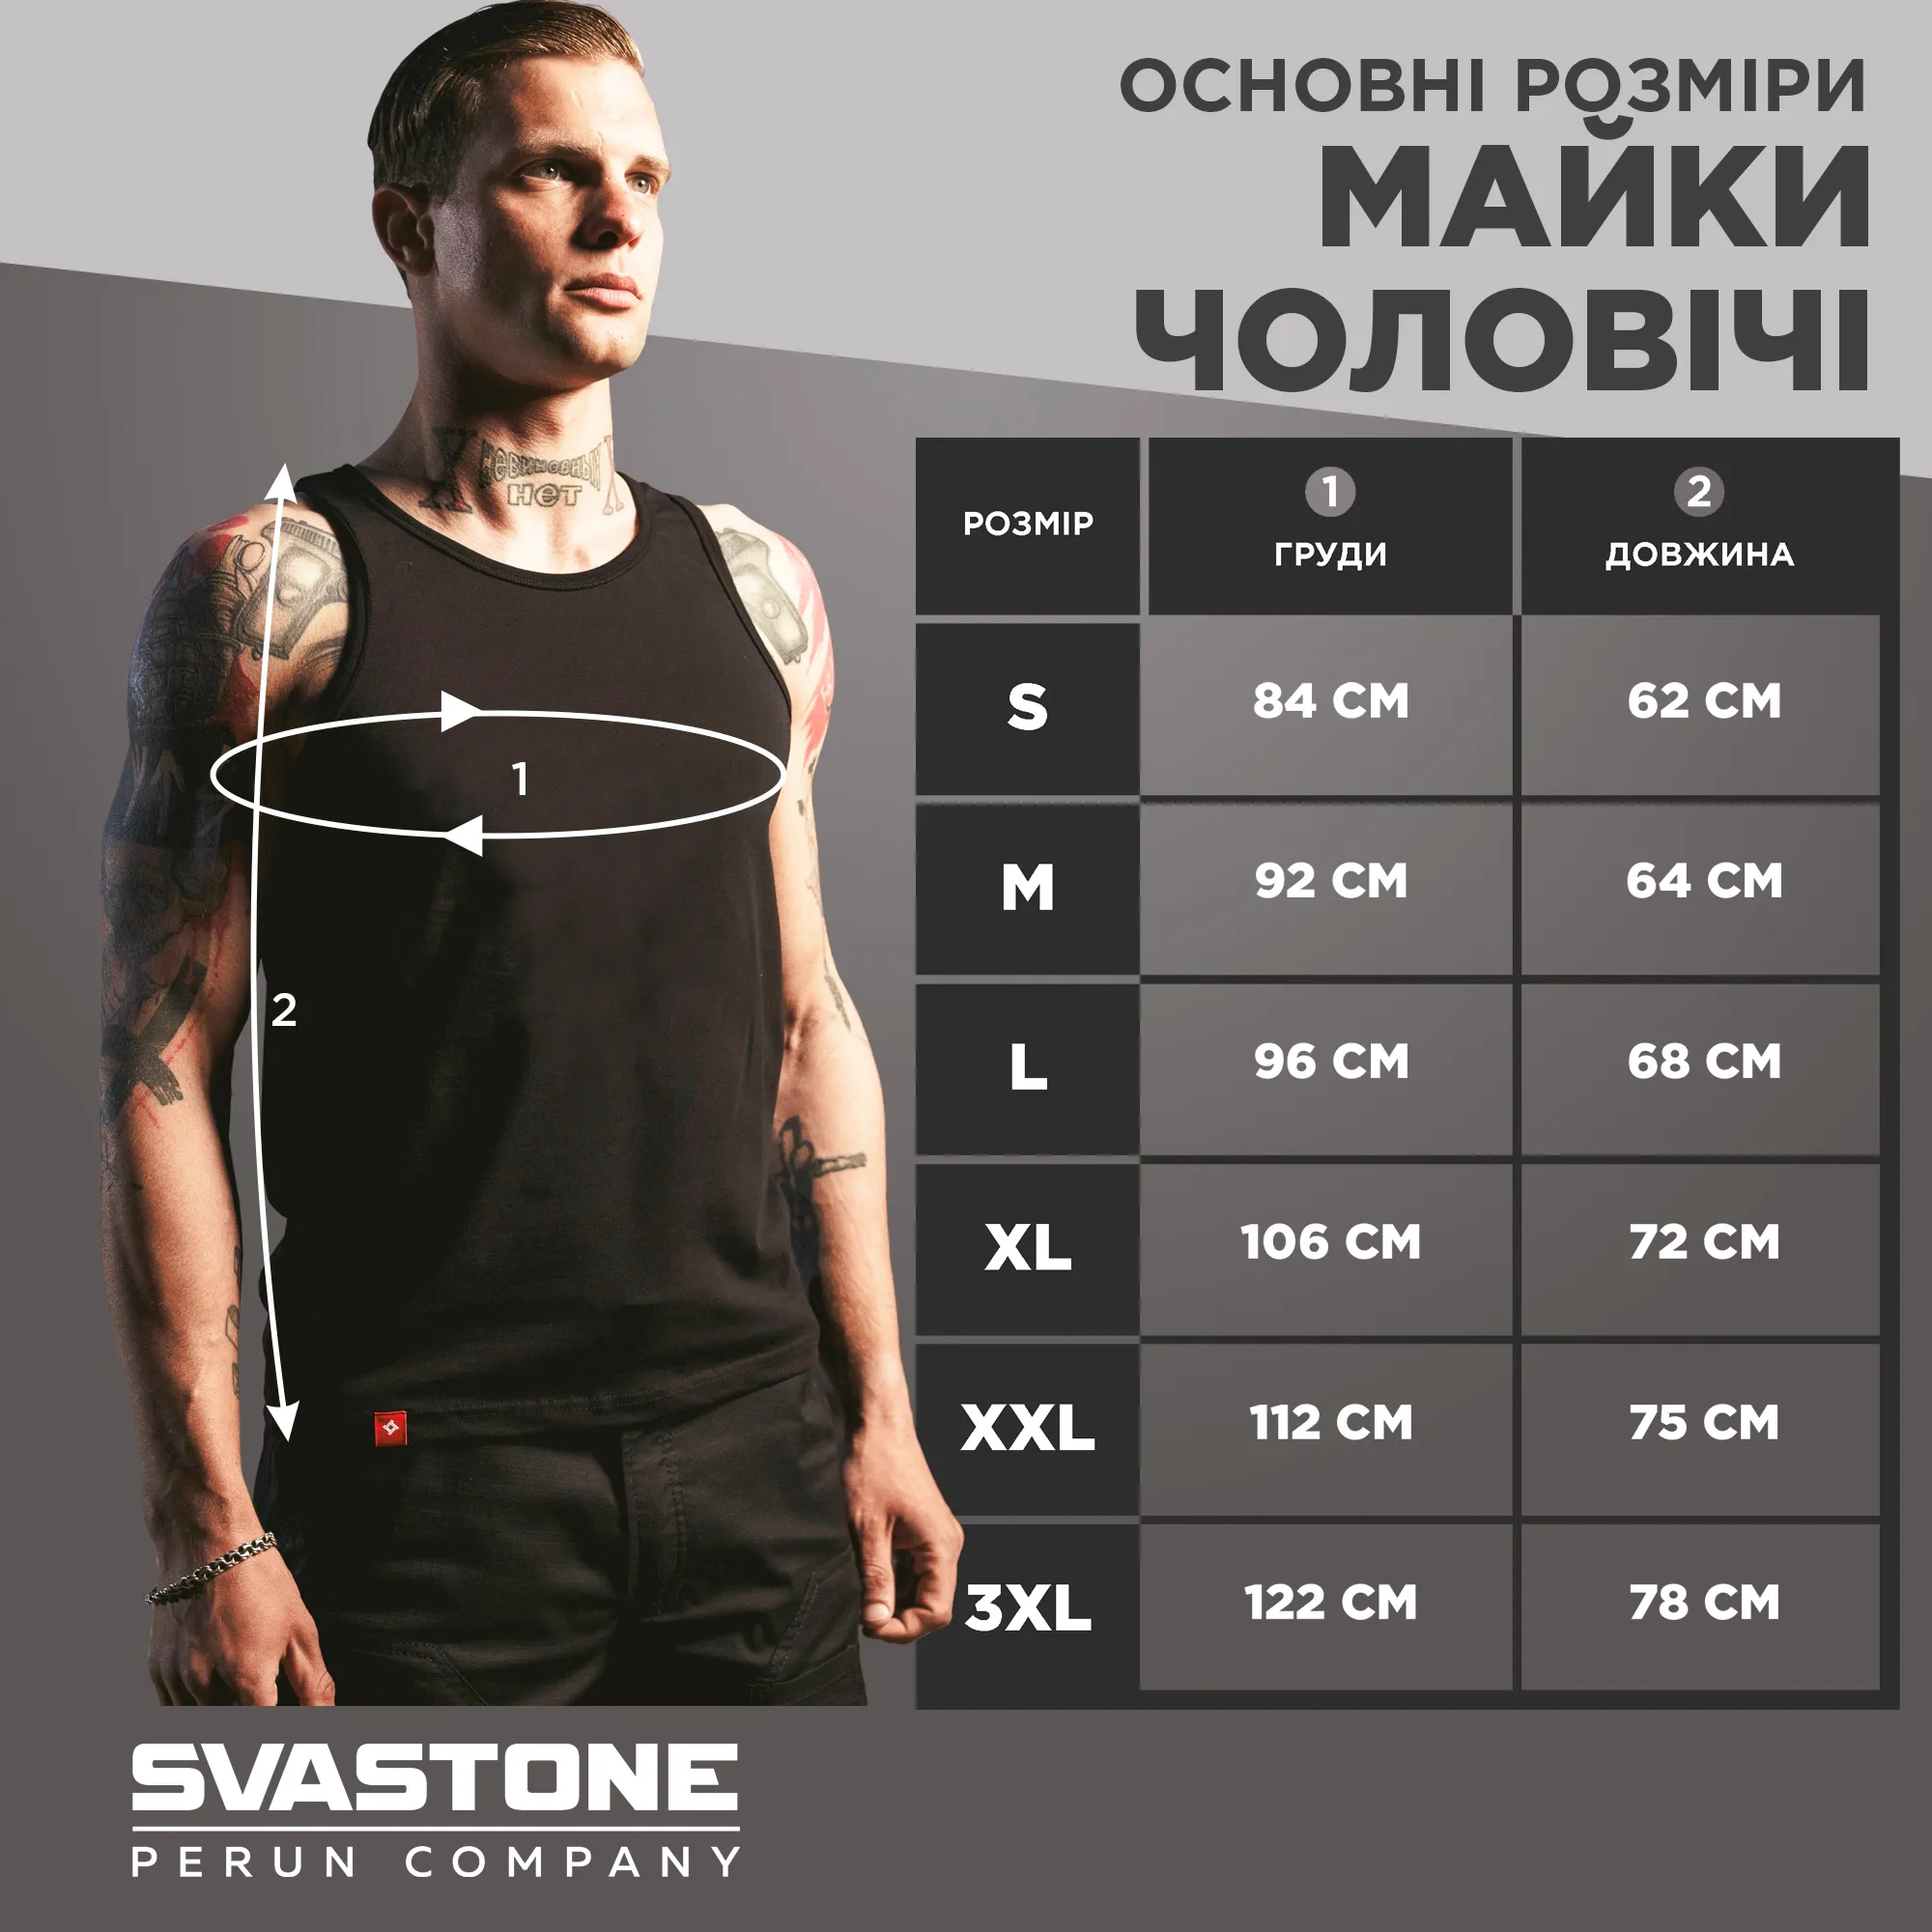 ОСНОВНІ РОЗМІРИ
МАЙКИ
ЧОЛОВІЧІ
невиновных
нет
РОЗМІР
1
ГРУДИ
2
ДОВЖИНА
S
84 СМ
62 СМ
M
92 СМ
64 СМ
L
96 СМ
68 СМ
XL
106 СМ
72 СМ
XXL
112 СМ
75 СМ
3XL
122 СМ
78 СМ
1
2
SVASTONE
PERUN COMPANY